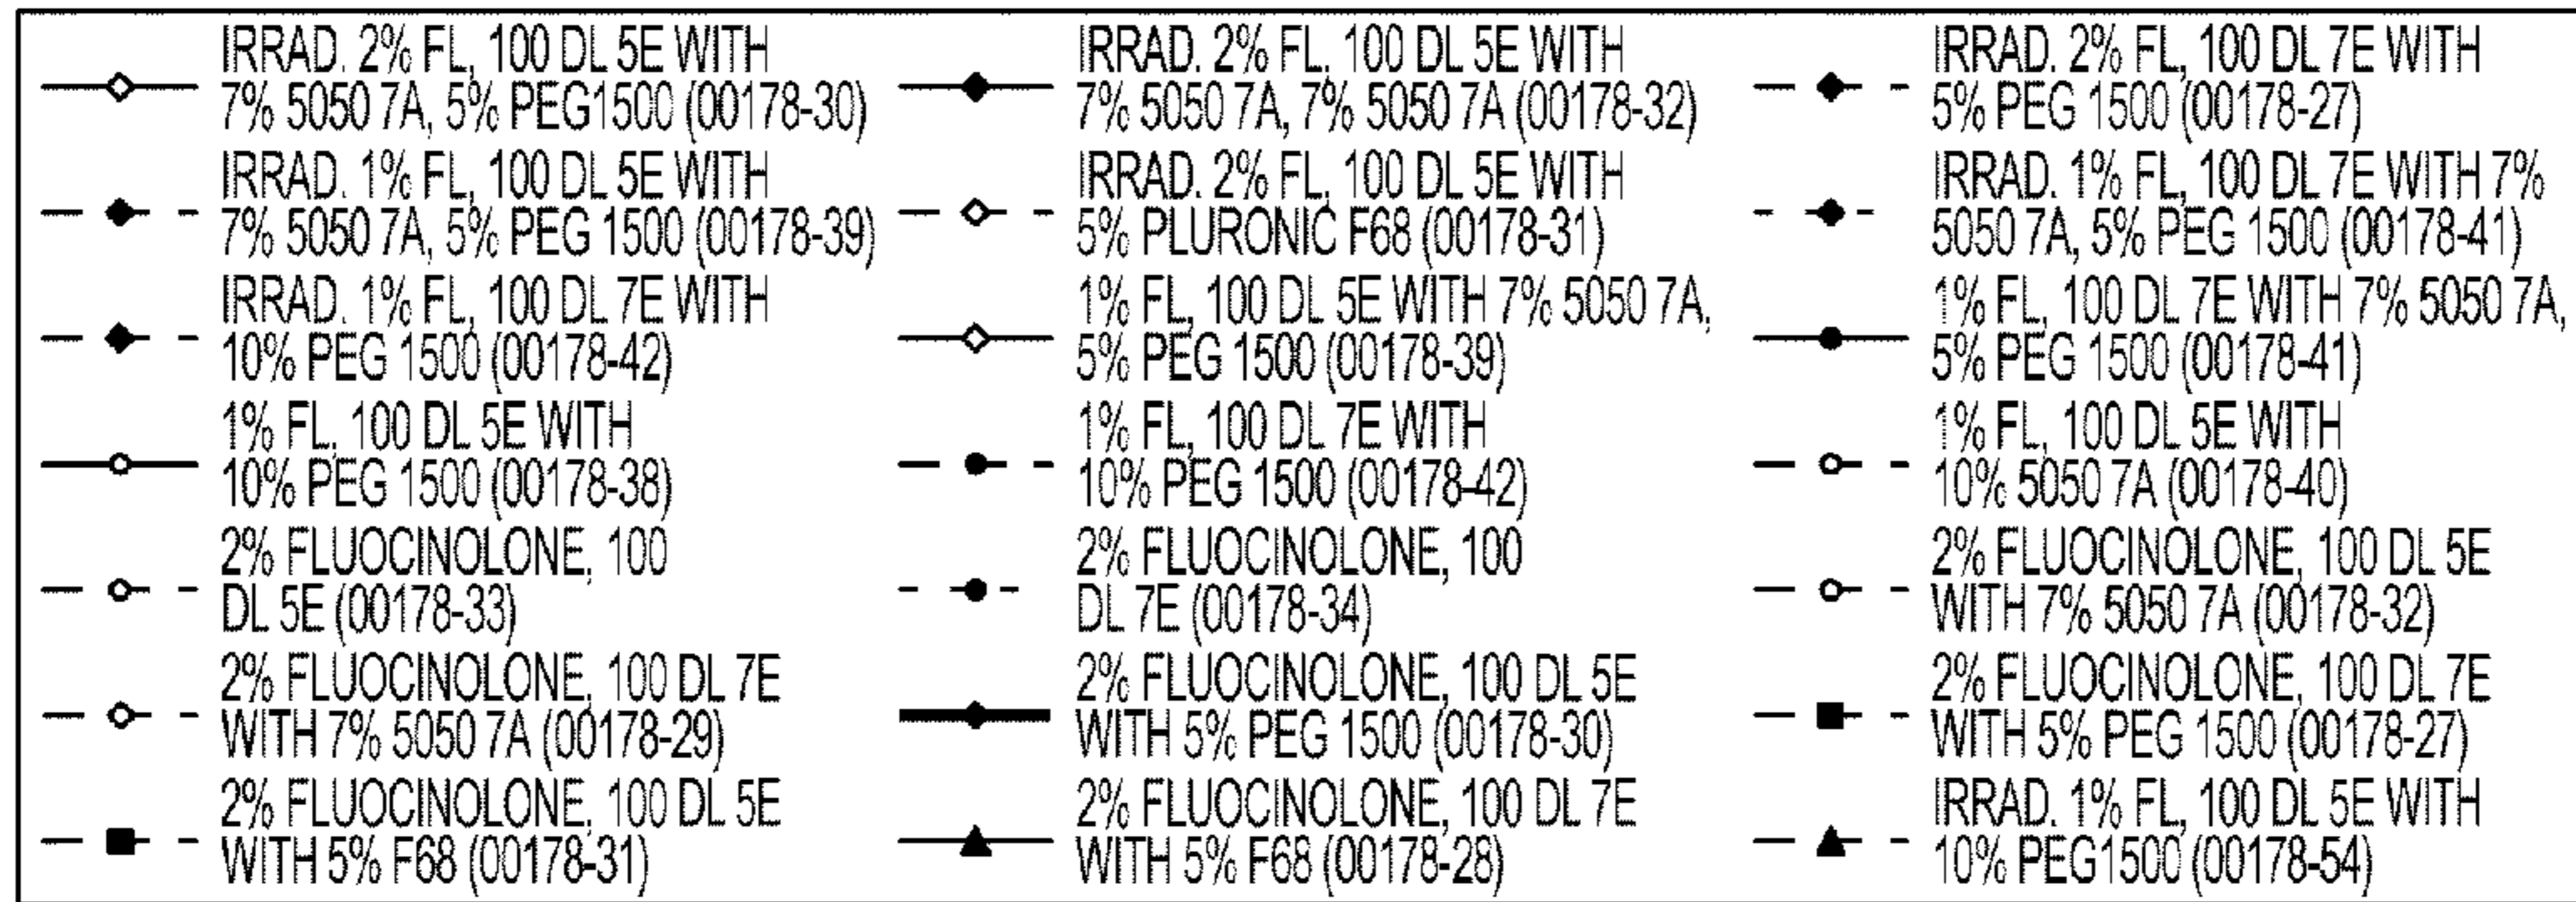 IRRAD. 2% FL, 100 DL 5E WITH
7% 5050 7A, 5% PEG1500 (00178-30)
IRRAD. 2% FL, 100 DL 5E WITH
7% 5050 7A, 7% 5050 7A (00178-32)
IRRAD. 2% FL, 100 DL 7E WITH
5% PEG 1500 (00178-27)
IRRAD. 1% FL, 100 DL 5E WITH
7% 5050 7A, 5% PEG 1500 (00178-39)
IRRAD. 2% FL, 100 DL 5E WITH
5% PLURONIC F68 (00178-31)
IRRAD. 1% FL, 100 DL 7E WITH 7%
5050 7A, 5% PEG 1500 (00178-41)
IRRAD. 1% FL, 100 DL 7E WITH
10% PEG 1500 (00178-42)
1% FL, 100 DL 5E WITH 7% 5050 7A,
5% PEG 1500 (00178-39)
1% FL, 100 DL 7E WITH 7% 5050 7A,
5% PEG 1500 (00178-41)
1% FL, 100 DL 5E WITH
10% PEG 1500 (00178-38)
1% FL, 100 DL 7E WITH
10% PEG 1500 (00178-42)
1% FL, 100 DL 5E WITH
10% 5050 7A (00178-40)
2% FLUOCINOLONE, 100
DL 5E (00178-33)
2% FLUOCINOLONE, 100
DL 7E (00178-34)
2% FLUOCINOLONE, 100 DL 5E
WITH 7% 5050 7A (00178-32)
2% FLUOCINOLONE, 100 DL 7E
WITH 7% 5050 7A (00178-29)
2% FLUOCINOLONE, 100 DL 5E
WITH 5% PEG 1500 (00178-30)
2% FLUOCINOLONE, 100 DL 7E
WITH 5% PEG 1500 (00178-27)
2% FLUOCINOLONE, 100 DL 5E
WITH 5% F68 (00178-31)
2% FLUOCINOLONE, 100 DL 7E
WITH 5% F68 (00178-28)
IRRAD. 1% FL, 100 DL 5E WITH
10% PEG1500 (00178-54)